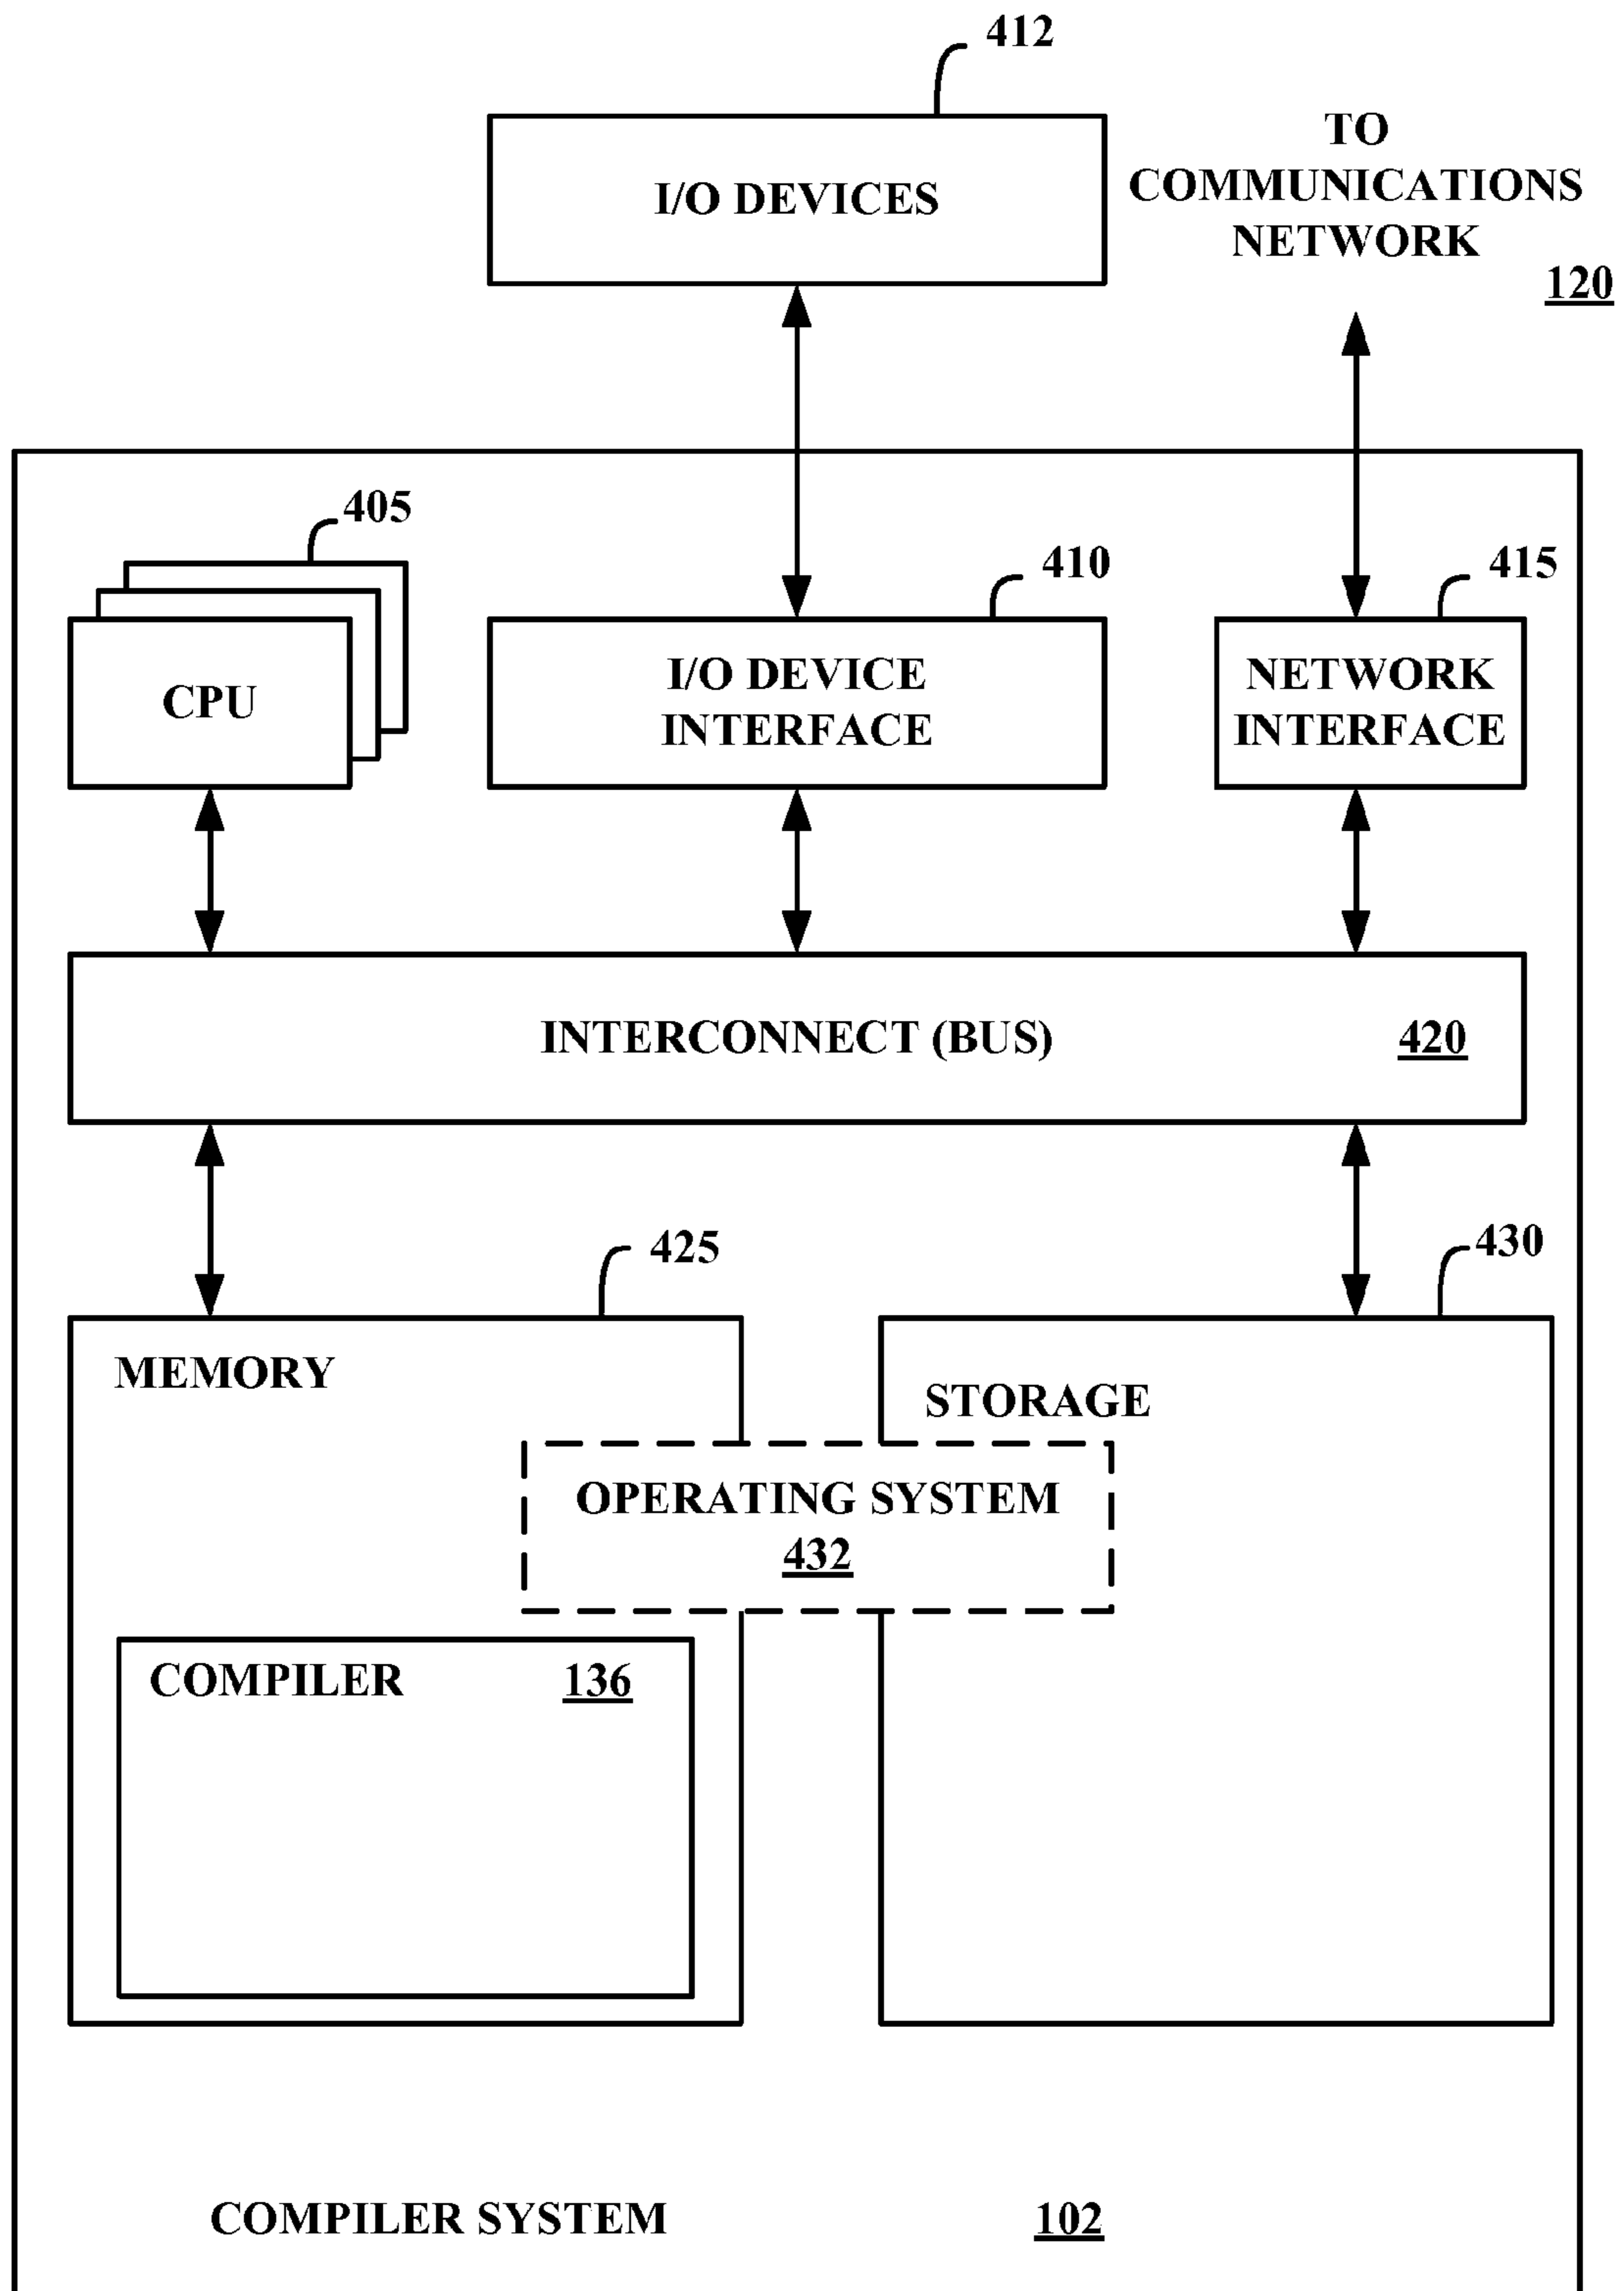 412
I/O DEVICES
TO
COMMUNICATIONS
NETWORK
120
405
410
415
CPU
I/O DEVICE
INTERFACE
NETWORK
INTERFACE
INTERCONNECT (BUS) 420
425
430
MEMORY
STORAGE
OPERATING SYSTEM
432
COMPILER 136
COMPILER SYSTEM 102